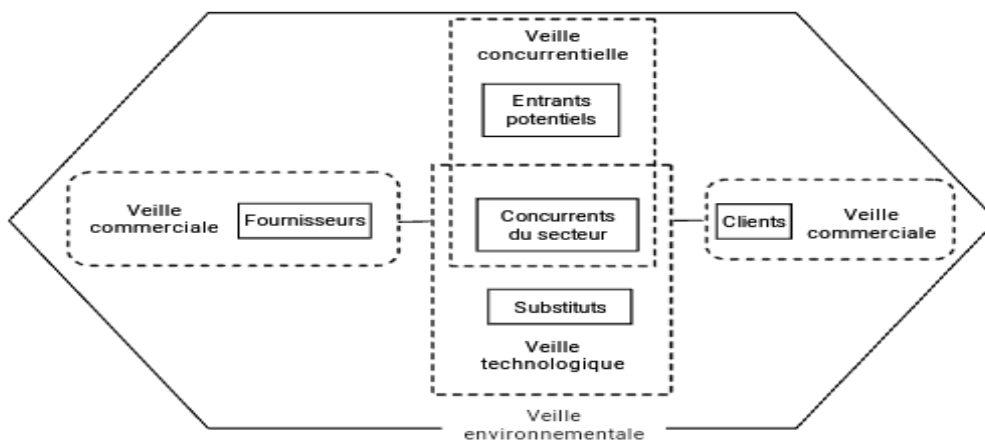 Veille
concurrentielle
Entrants
potentiels
Veille
commerciale
Fournisseurs
Concurrents
du secteur
Clients
Veille
commerciale
Substituts
Veille
technologique
Veille
environnementale